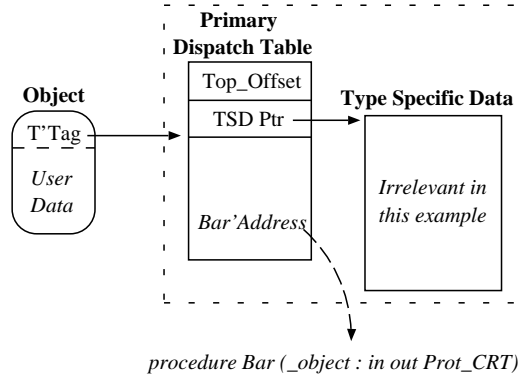 Primary
Dispatch Table
Top_Offset
Object
Type Specific Data
T'Tag
TSD Ptr
User
Data
Irrelevant in
this example
Bar'Address
procedure Bar (_object : in out Prot_CRT)